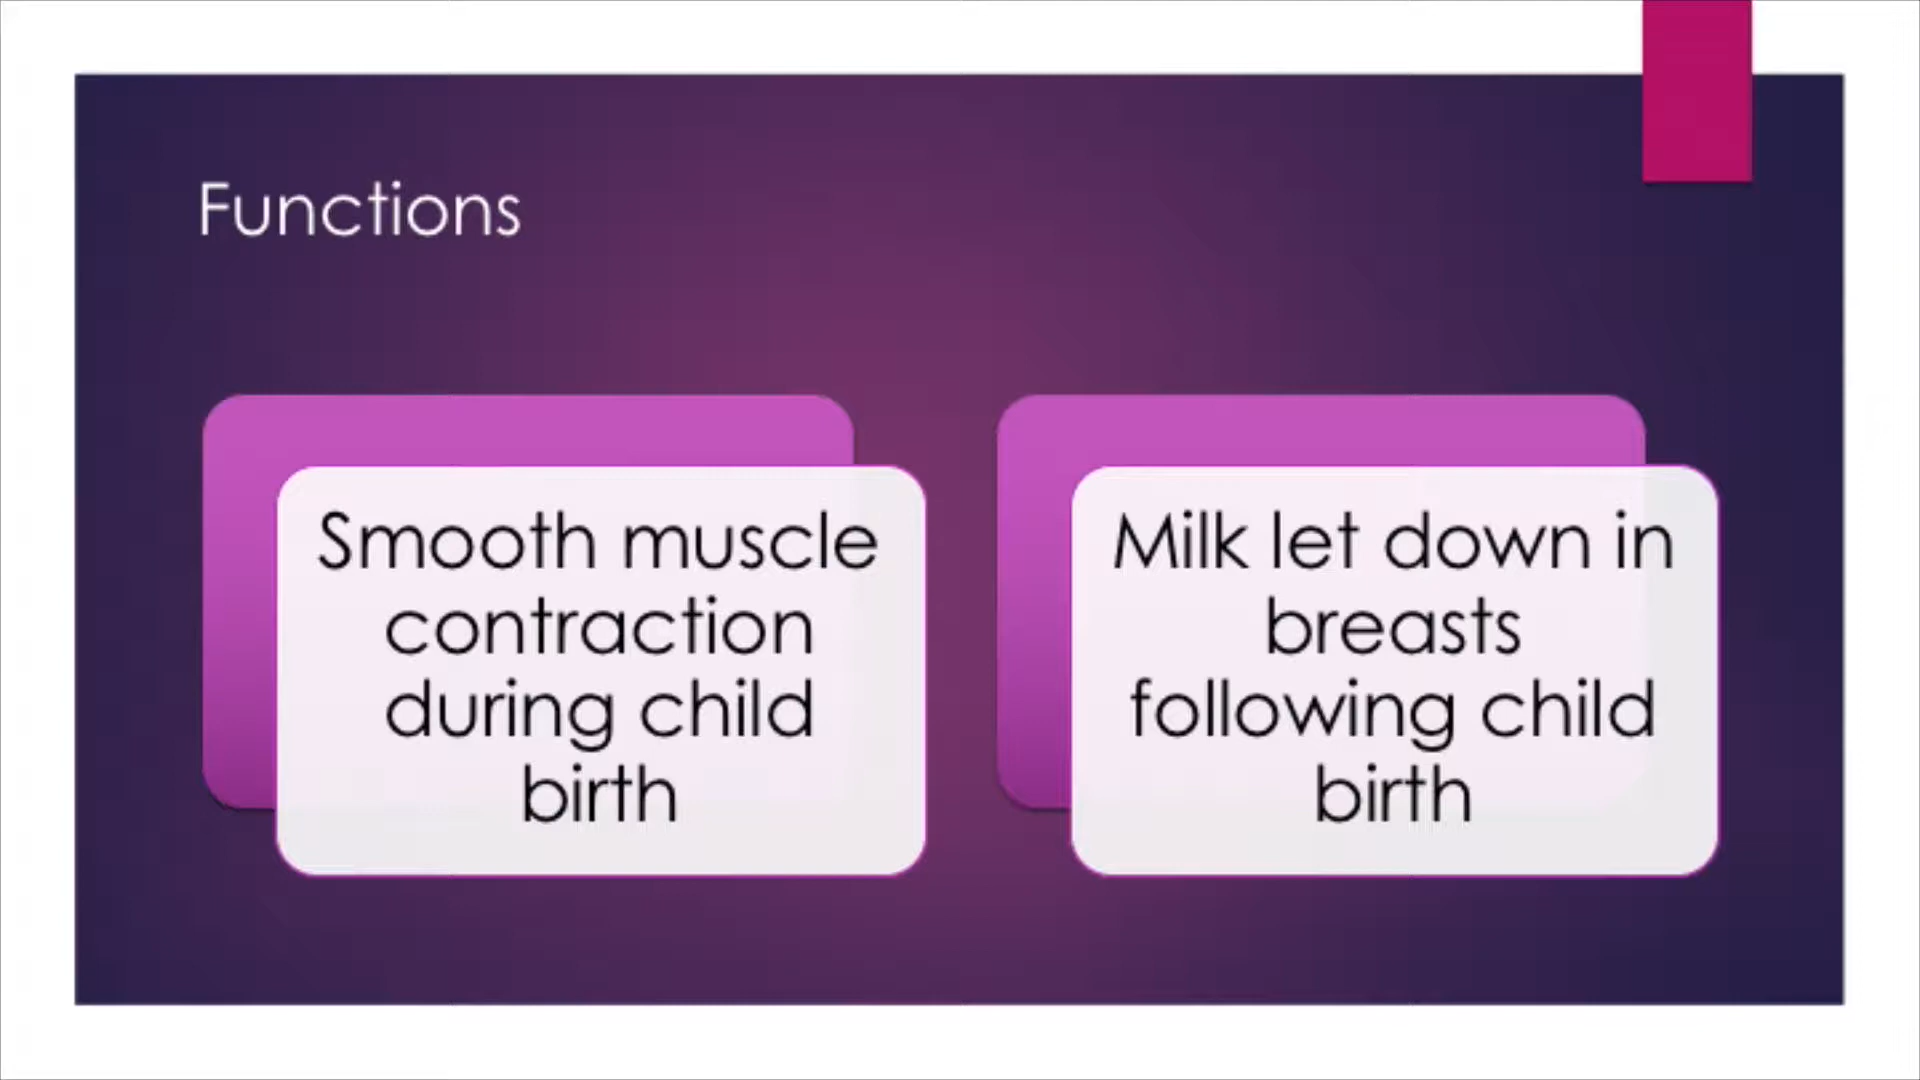 Functions
Smooth muscle
contraction
during child
birth
Milk let down in
breasts
following child
birth